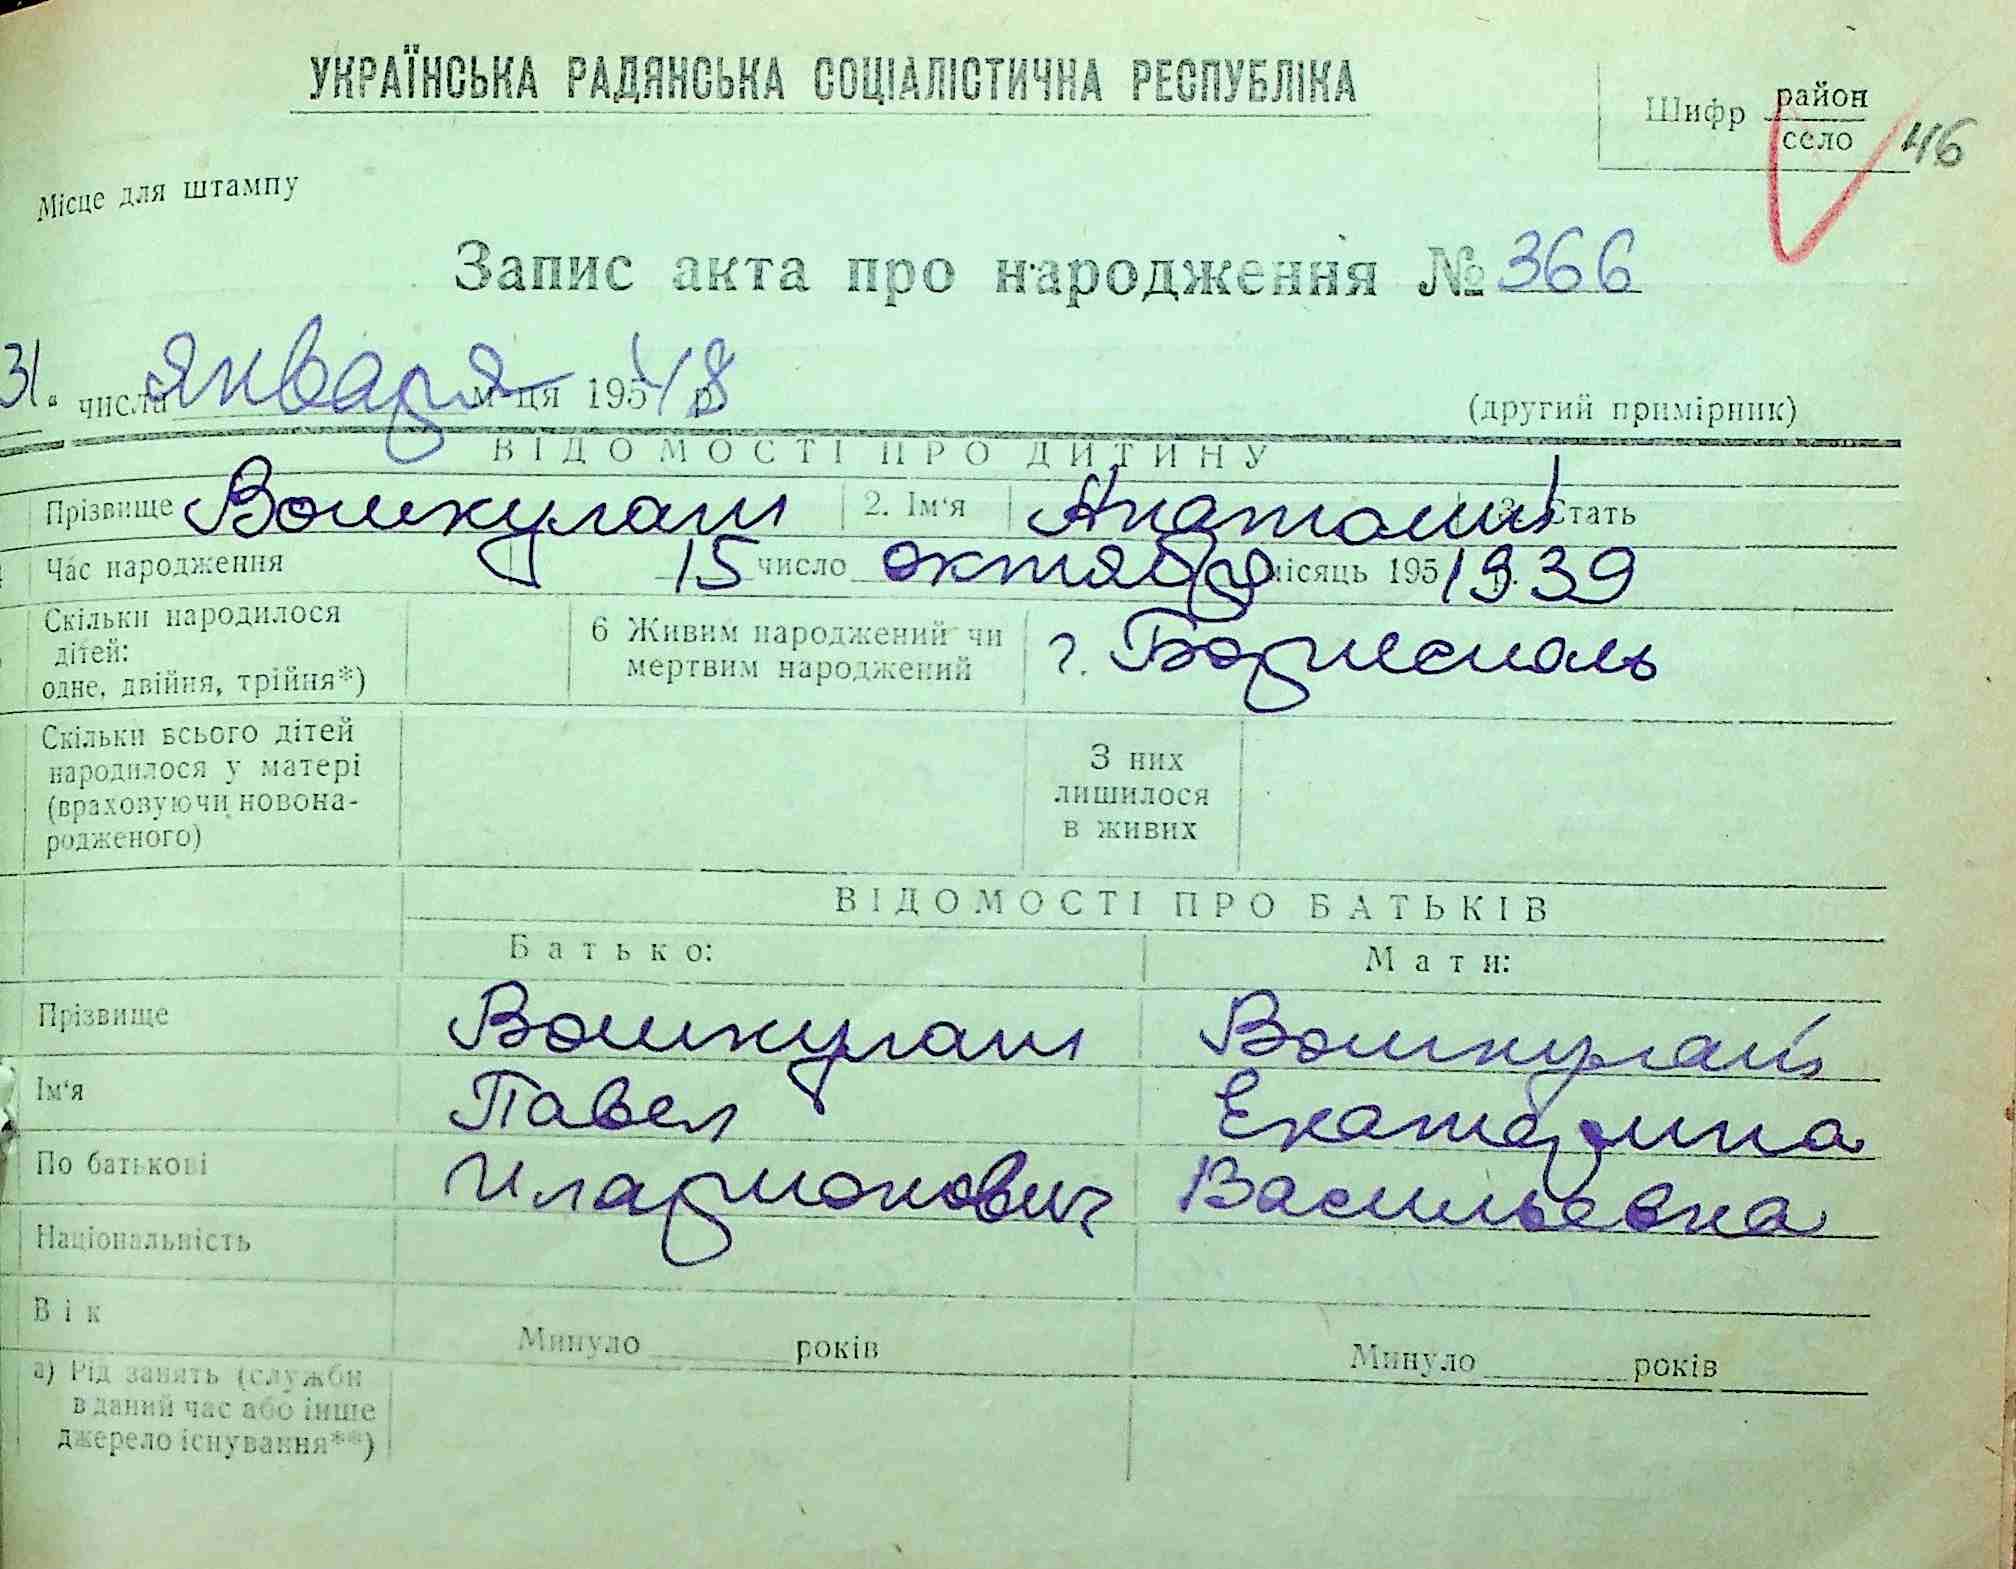 УКРАЇНСЬКА РАДЯНСЬКА СОЦІАЛІСТИЧНА РЕСПУБЛІКА
Шифр район
село 46
Місце для штампу
Запис акта про народження № 366
31. числа января м-ця 195 48 р.
(другий примірник)
ВІДОМОСТІ ПРО ДИТИНУ
Прізвище Вошкулат 2. Ім'я Анатолий 3. Стать
Час народження 15 число октября місяць 195 1939 р.
Скільки народилося дітей: одне, двійня, трійня*)
6 Живим народжений чи мертвим народжений г. Борисполь
Скільки всього дітей народилося у матері (враховуючи новона-родженого)
З них лишилося в живих
ВІДОМОСТІ ПРО БАТЬКІВ
Батько: Мати:
Прізвище Вошкулат Вошкулат
Ім'я Павел Екатерина
По батькові Иларионович Васильевна
Національність
Вік Минуло років Минуло років
а) Рід занять (служби в даний час або інше джерело існування**)